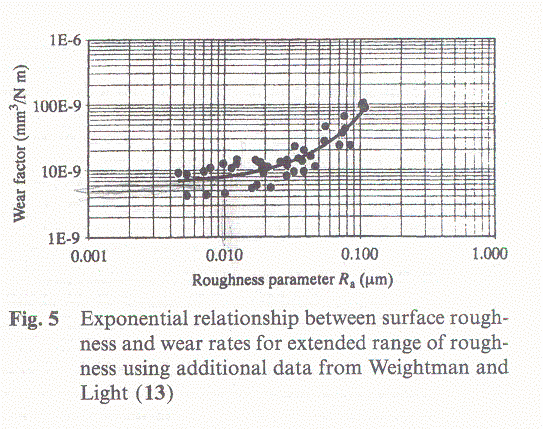 1E-6
100E-9
10E-9
1E-9
Wear factor (mm³/N m)
0.001 0.010 0.100 1.000
Roughness parameter Rₐ (μm)
Fig. 5 Exponential relationship between surface rough-
ness and wear rates for extended range of rough-
ness using additional data from Weightman and
Light (13)